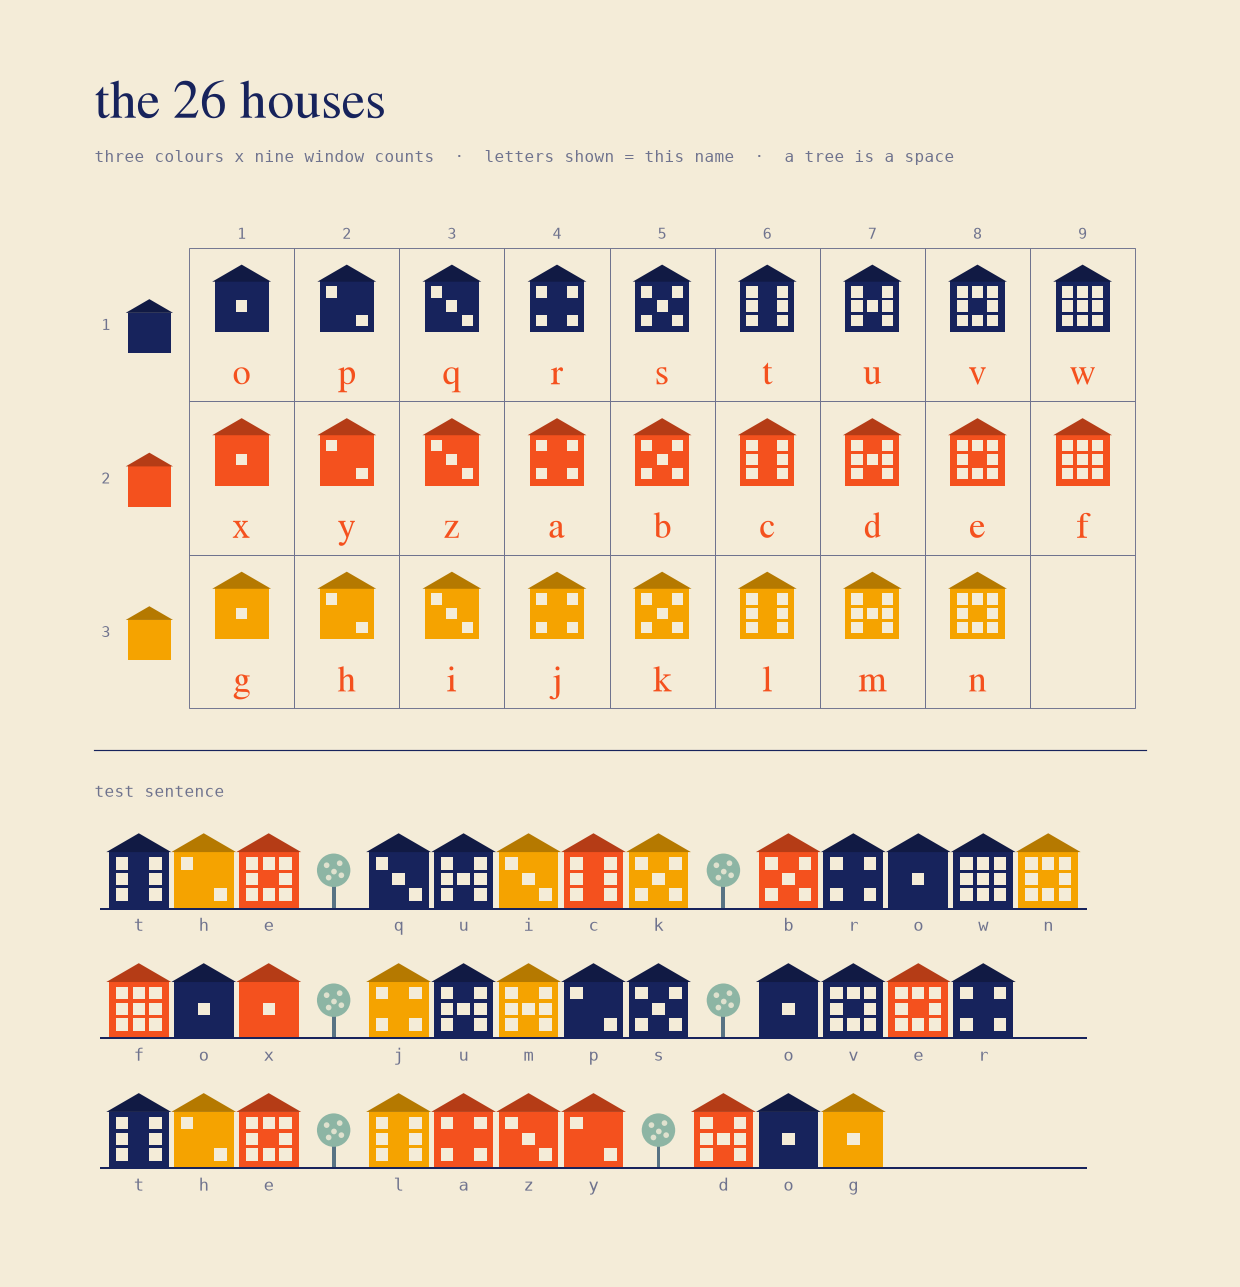 the 26 houses
three colours x nine window counts · letters shown = this name · a tree is a space
1 2 3 4 5 6 7 8 9
1
o p q r s t u v w
2
x y z a b c d e f
3
g h i j k l m n
test sentence
t h e q u i c k b r o w n
f o x j u m p s o v e r
t h e l a z y d o g